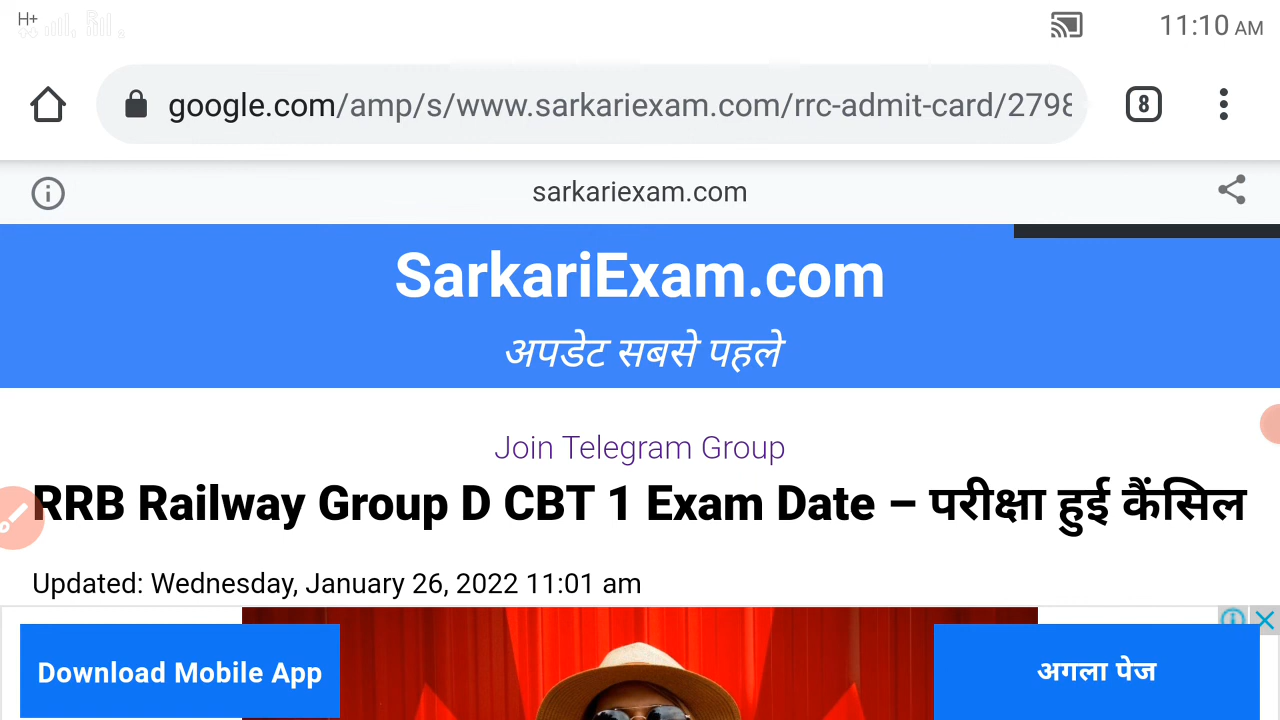 H+
11:10 AM
google.com/amp/s/www.sarkariexam.com/rrc-admit-card/2798
8
sarkariexam.com
SarkariExam.com
अपडेट सबसे पहले
Join Telegram Group
RRB Railway Group D CBT 1 Exam Date – परीक्षा हुई कैंसिल
Updated: Wednesday, January 26, 2022 11:01 am
Download Mobile App
अगला पेज